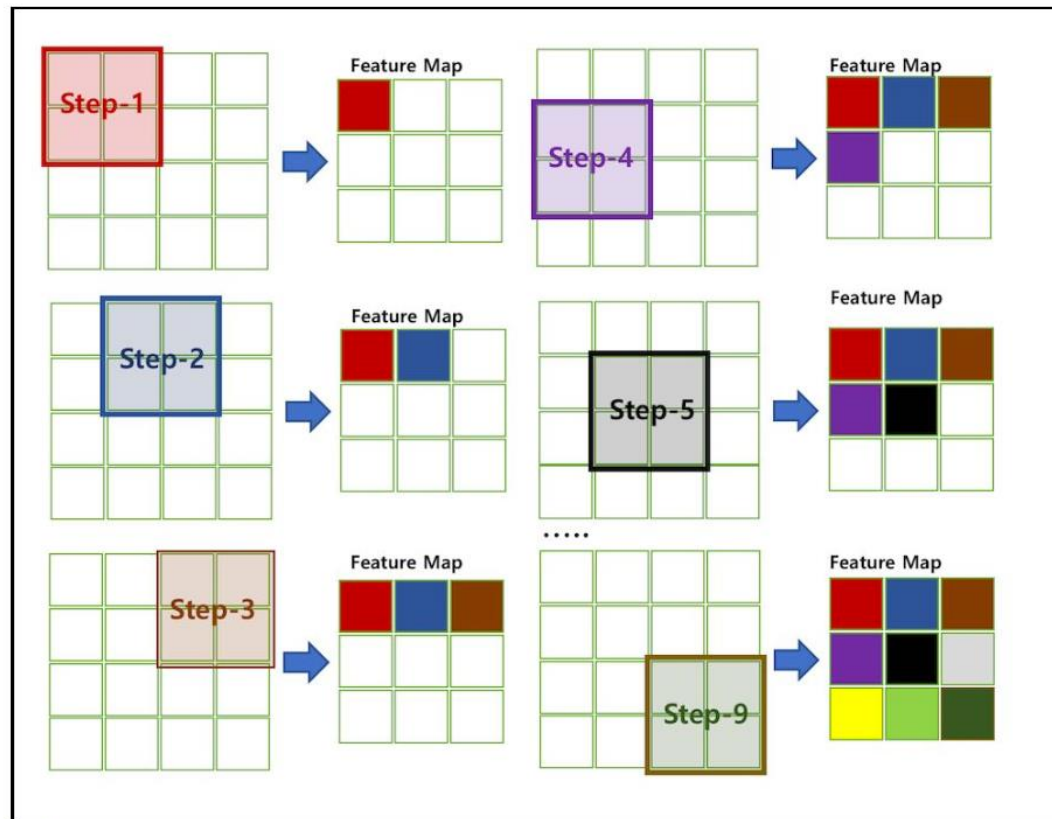 Feature Map
Step-1
Feature Map
Step-2
Feature Map
Step-3
Feature Map
Step-4
Feature Map
Step-5
.....
Feature Map
Step-9